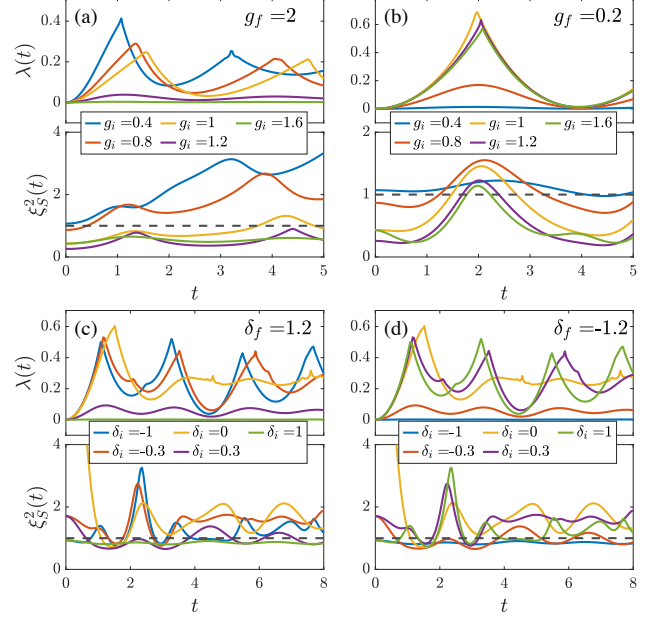 (a) g_f =2
λ(t)
0.4
0.2
0
g_i =0.4 g_i =1 g_i =1.6
g_i =0.8 g_i =1.2
ξ_S^2(t)
4
2
0
0 1 2 3 4 5
t
(b) g_f =0.2
0.6
0.4
0.2
0
g_i =0.4 g_i =1 g_i =1.6
g_i =0.8 g_i =1.2
2
1
0
0 1 2 3 4 5
t
(c) δ_f =1.2
λ(t)
0.6
0.4
0.2
0
δ_i =-1 δ_i =0 δ_i =1
δ_i =-0.3 δ_i =0.3
ξ_S^2(t)
4
2
0
0 2 4 6 8
t
(d) δ_f =-1.2
λ(t)
0.6
0.4
0.2
0
δ_i =-1 δ_i =0 δ_i =1
δ_i =-0.3 δ_i =0.3
ξ_S^2(t)
4
2
0
0 2 4 6 8
t